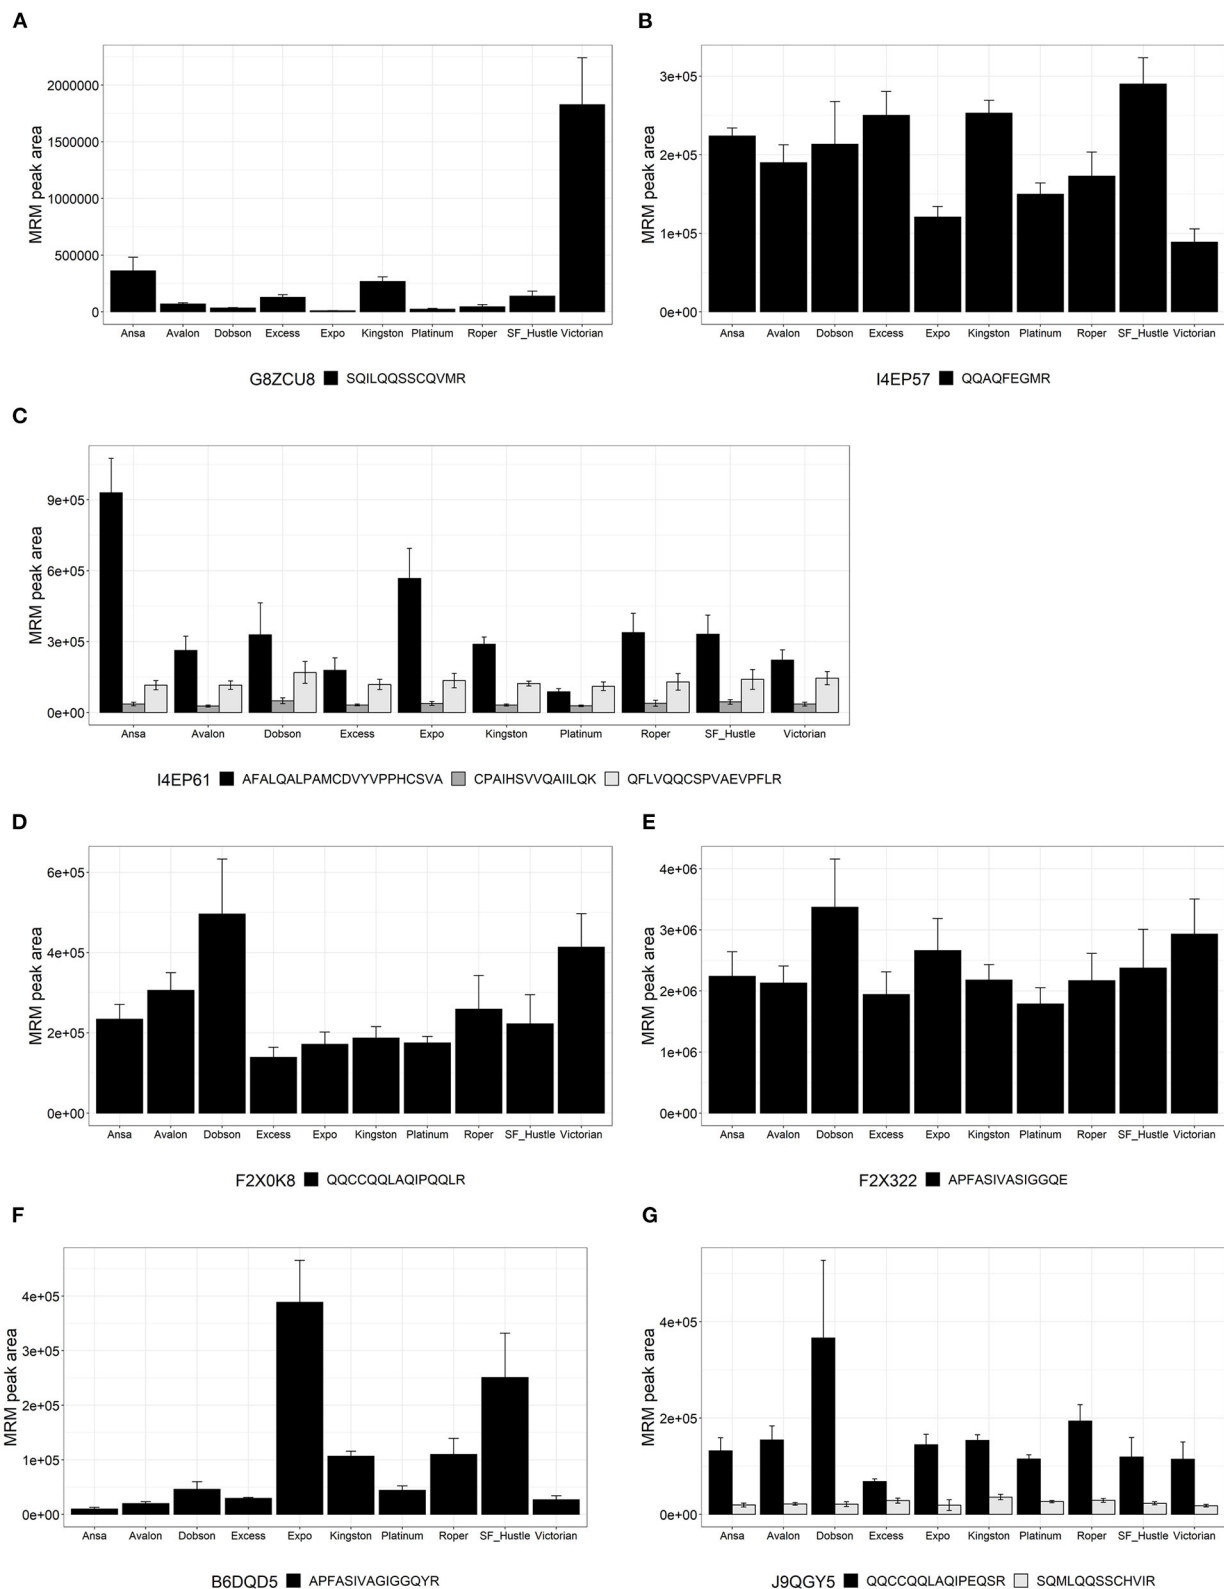 A
MRM peak area
2000000
1500000
1000000
500000
0
Ansa Avalon Dobson Excess Expo Kingston Platinum Roper SF_Hustle Victorian
G8ZCU8 SQILQQSSCQVMR
B
MRM peak area
3e+05
2e+05
1e+05
0e+00
Ansa Avalon Dobson Excess Expo Kingston Platinum Roper SF_Hustle Victorian
I4EP57 QQAQFEGMR
C
MRM peak area
9e+05
6e+05
3e+05
0e+00
Ansa Avalon Dobson Excess Expo Kingston Platinum Roper SF_Hustle Victorian
I4EP61 AFALQALPAMCDVYVPPHCSVA CPAIHSVVQAIILQK QFLVQQCSPVAEVPFLR
D
MRM peak area
6e+05
4e+05
2e+05
0e+00
Ansa Avalon Dobson Excess Expo Kingston Platinum Roper SF_Hustle Victorian
F2X0K8 QQCCQQLAQIPQQLR
E
MRM peak area
4e+06
3e+06
2e+06
1e+06
0e+00
Ansa Avalon Dobson Excess Expo Kingston Platinum Roper SF_Hustle Victorian
F2X322 APFASIVASIGGQE
F
MRM peak area
4e+05
3e+05
2e+05
1e+05
0e+00
Ansa Avalon Dobson Excess Expo Kingston Platinum Roper SF_Hustle Victorian
B6DQD5 APFASIVAGIGGQYR
G
MRM peak area
4e+05
2e+05
0e+00
Ansa Avalon Dobson Excess Expo Kingston Platinum Roper SF_Hustle Victorian
J9QGY5 QQCCQQLAQIPEQSR SQMLQQSSCHVIR